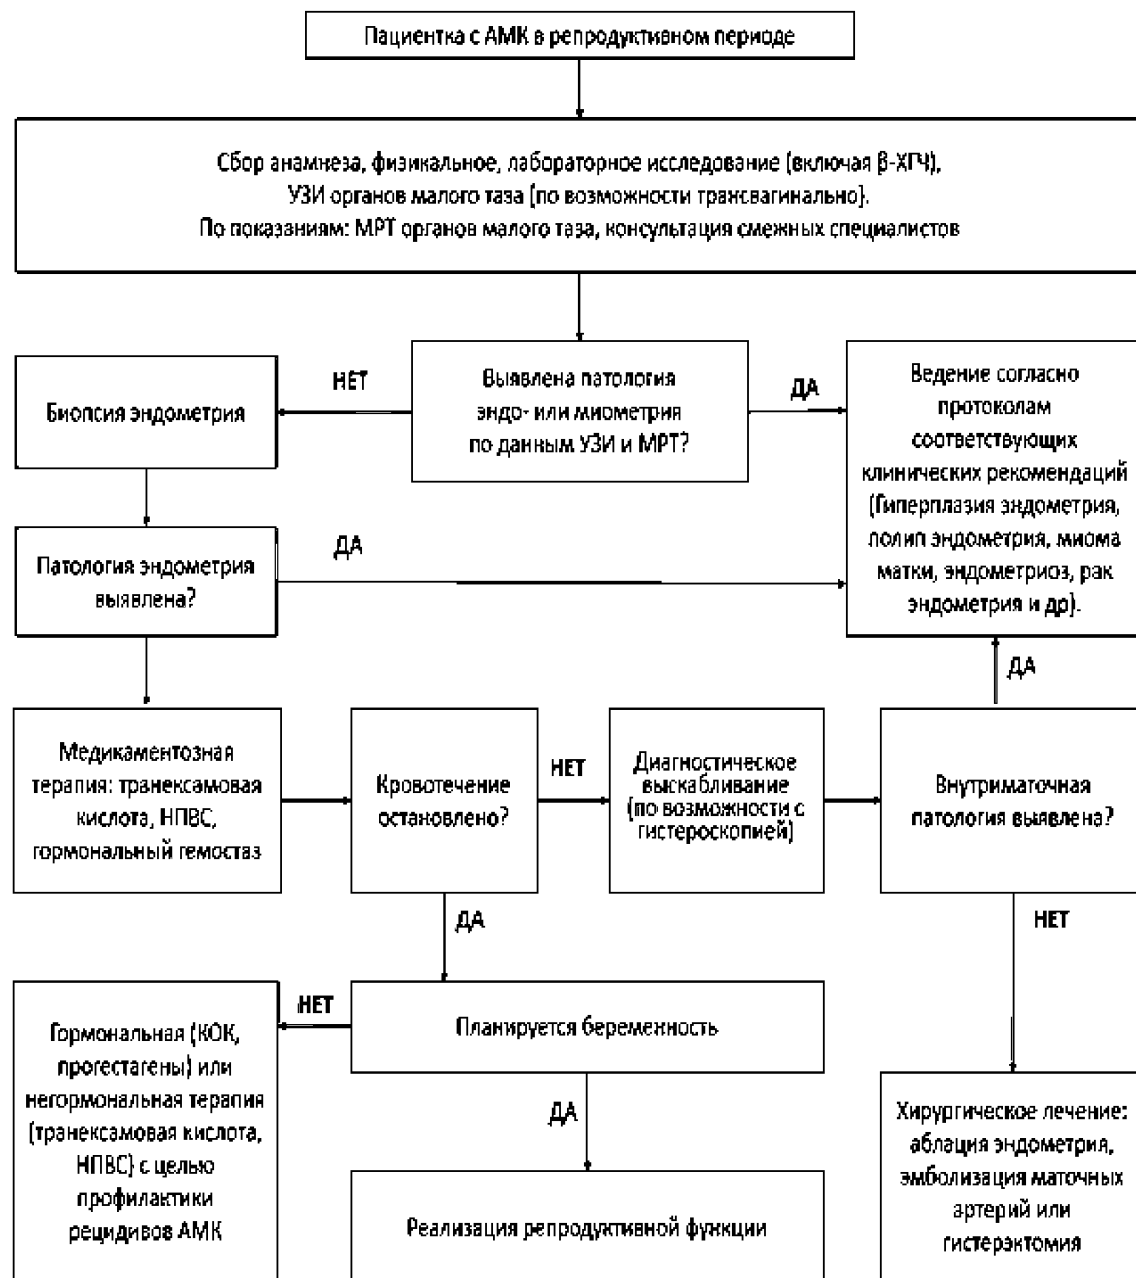 Пациентка с АМК в репродуктивном периоде
Сбор анамнеза, физикальное, лабораторное исследование (включая β-ХГЧ),
УЗИ органов малого таза (по возможности трансвагинально).
По показаниям: МРТ органов малого таза, консультация смежных специалистов
Биопсия эндометрия
НЕТ
Выявлена патология
эндо- или миометрия
по данным УЗИ и МРТ?
ДА
Ведение согласно
протоколам
соответствующих
клинических рекомендаций
(Гиперплазия эндометрия,
полип эндометрия, миома
матки, эндометриоз, рак
эндометрия и др).
Патология эндометрия
выявлена?
ДА
ДА
Медикаментозная
терапия: транексамовая
кислота, НПВС,
гормональный гемостаз
Кровотечение
остановлено?
НЕТ
Диагностическое
выскабливание
(по возможности с
гистероскопией)
Внутриматочная
патология выявлена?
ДА
НЕТ
Гормональная (КОК,
прогестагены) или
негормональная терапия
(транексамовая кислота,
НПВС) с целью
профилактики
рецидивов АМК
НЕТ
Планируется беременность
ДА
Реализация репродуктивной функции
Хирургическое лечение:
аблация эндометрия,
эмболизация маточных
артерий или
гистерэктомия